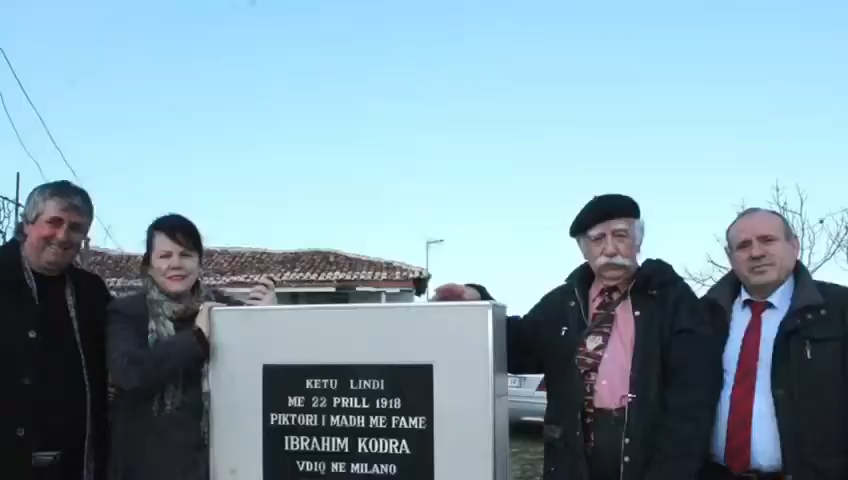 KETU LINDI
ME 22 PRILL 1918
PIKTORI I MADH ME FAME
IBRAHIM KODRA
VDIQ NE MILANO